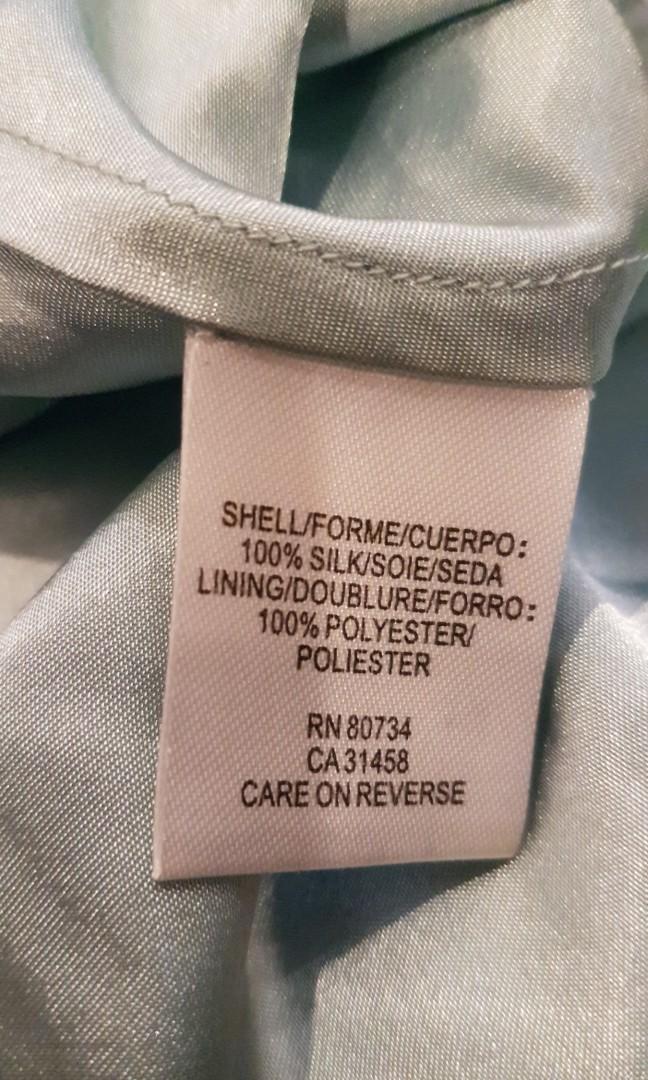 SHELL/FORME/CUERPO:
100% SILK/SOIE/SEDA
LINING/DOUBLURE/FORRO:
100% POLYESTER/
POLIESTER
RN 80734
CA 31458
CARE ON REVERSE